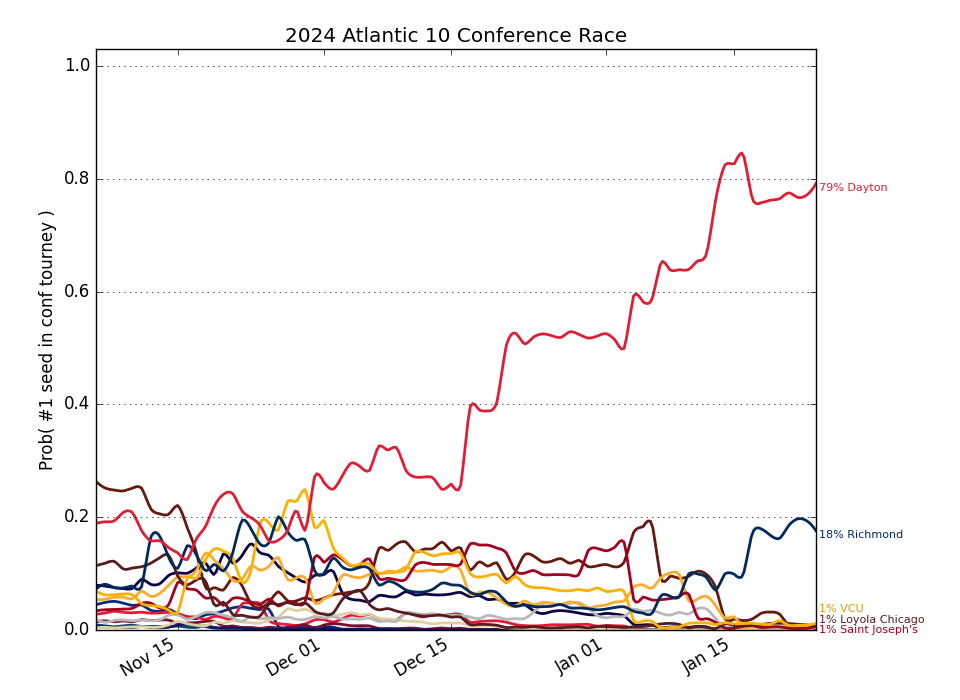 2024 Atlantic 10 Conference Race
Prob( #1 seed in conf tourney )
1.0
0.8
0.6
0.4
0.2
0.0
79% Dayton
18% Richmond
1% VCU
1% Loyola Chicago
1% Saint Joseph's
Nov 15
Dec 01
Dec 15
Jan 01
Jan 15